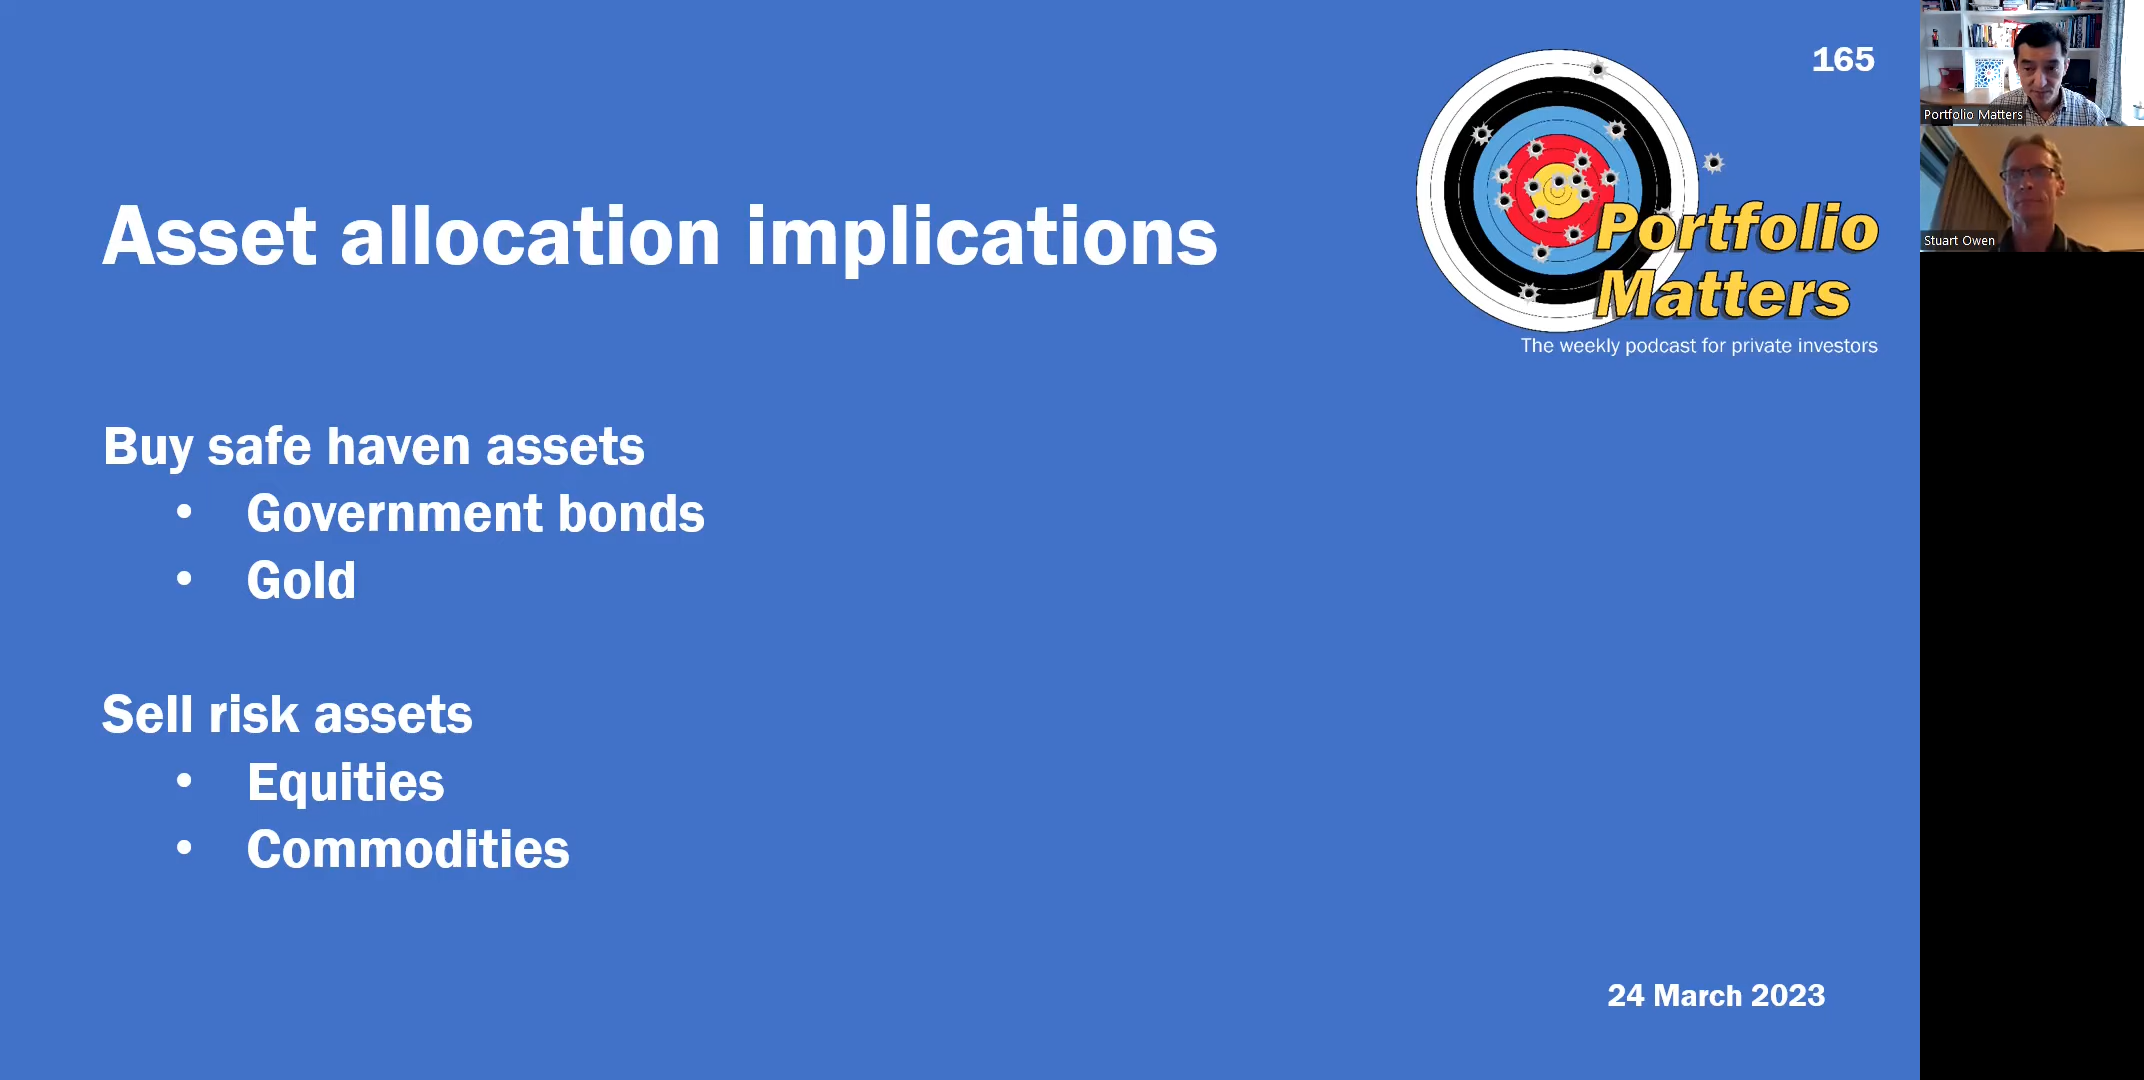 165
Portfolio Matters
Stuart Owen
Asset allocation implications
Portfolio
Matters
The weekly podcast for private investors
Buy safe haven assets
• Government bonds
• Gold
Sell risk assets
• Equities
• Commodities
24 March 2023